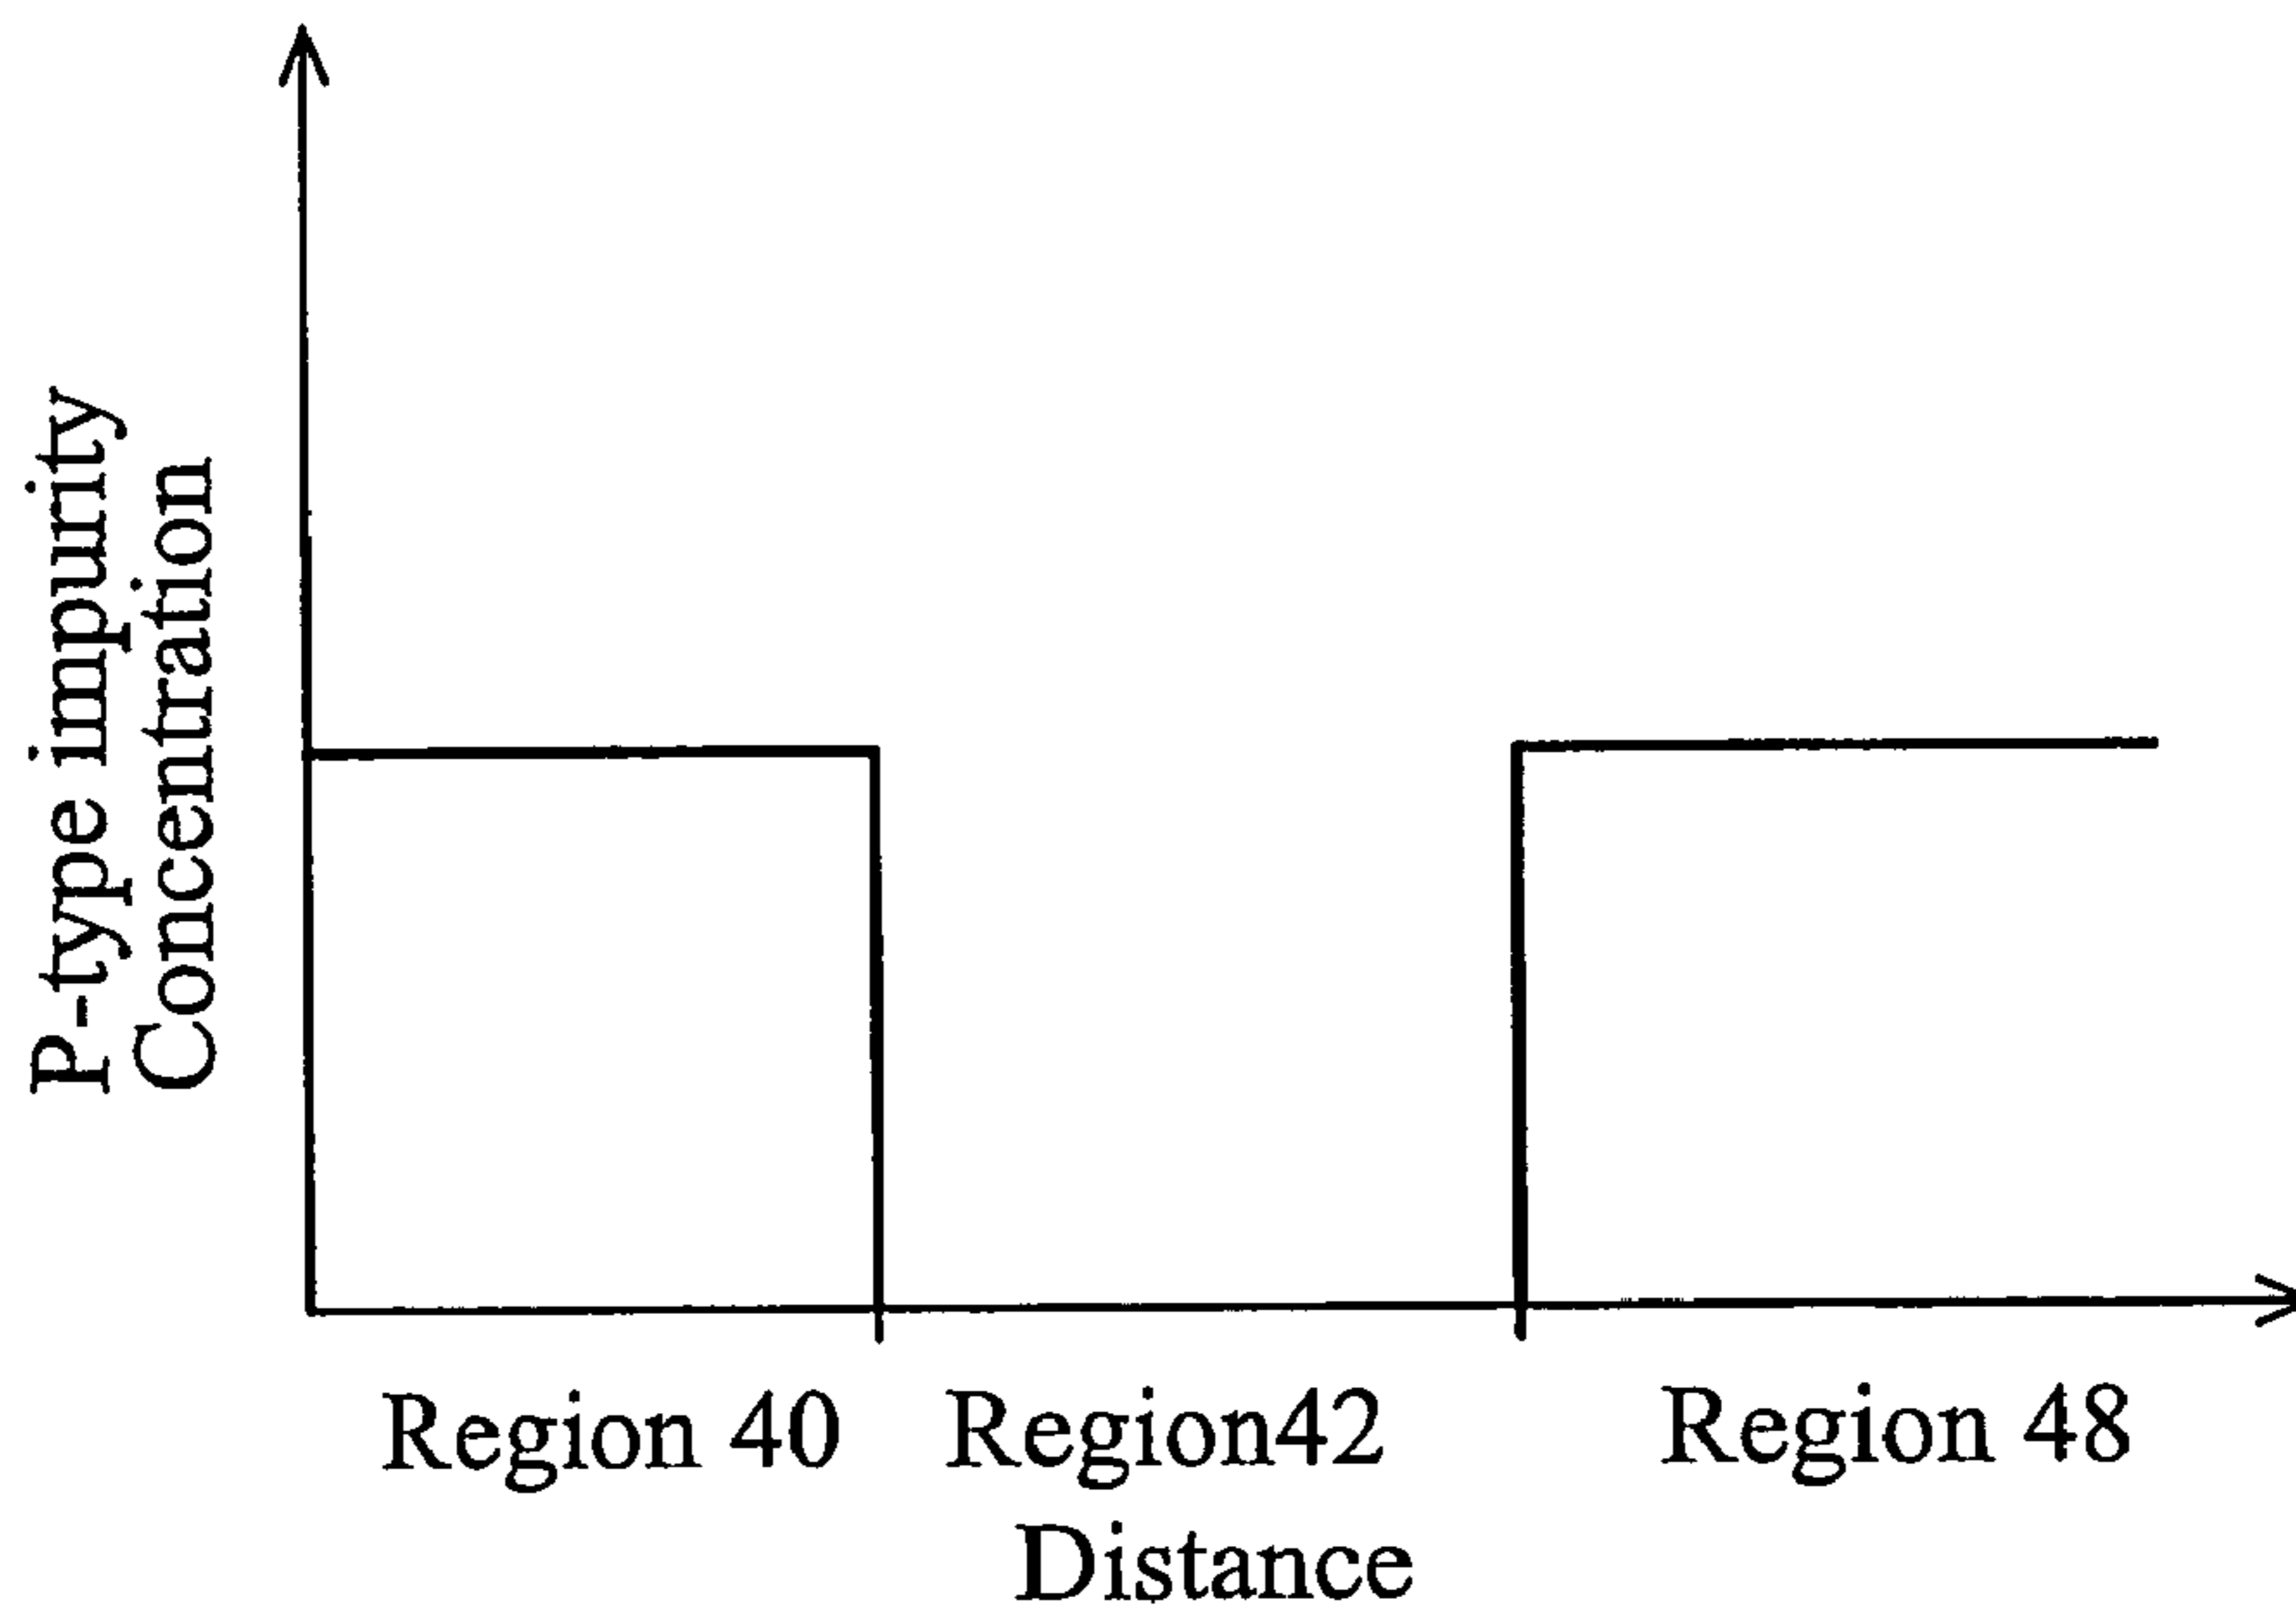 P-type impurity
Concentration
Region 40
Region42
Region 48
Distance